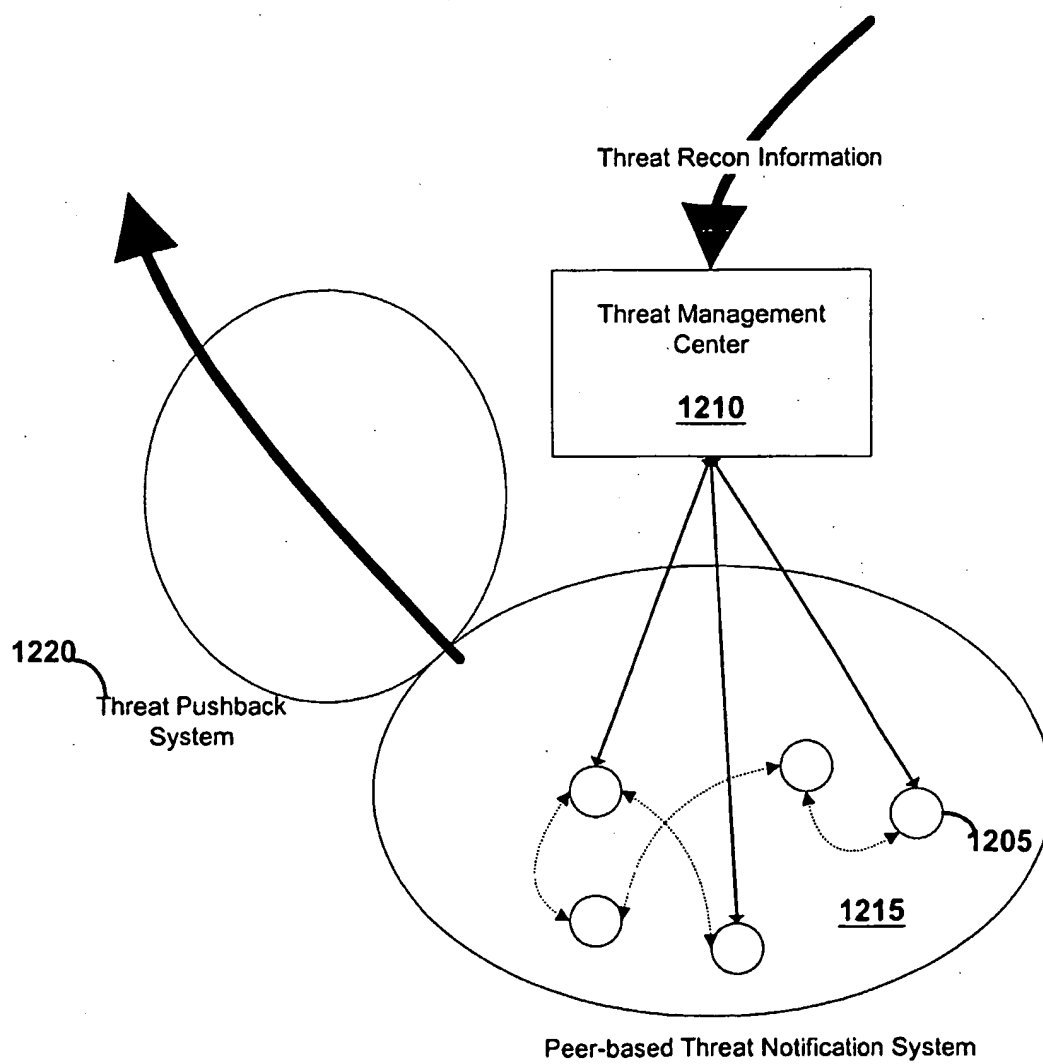 Threat Recon Information
Threat Management
Center
1210
1220
Threat Pushback
System
1205
1215
Peer-based Threat Notification System